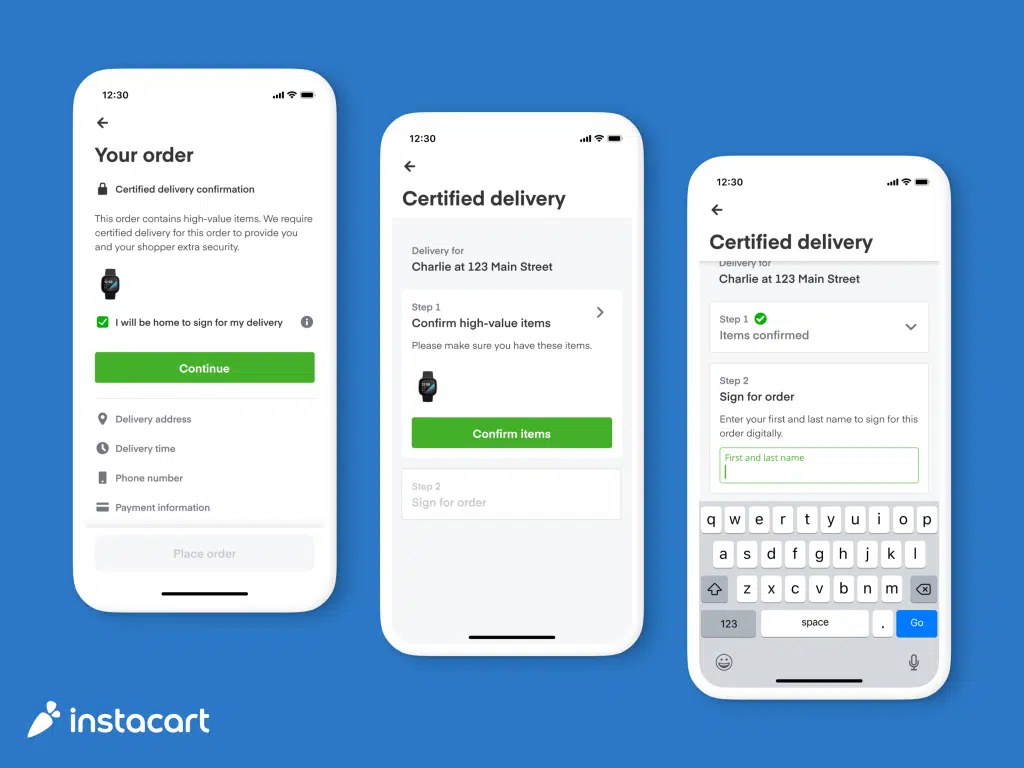 12:30
Your order
Certified delivery confirmation
This order contains high-value items. We require
certified delivery for this order to provide you
and your shopper extra security.
I will be home to sign for my delivery
Continue
Delivery address
Delivery time
Phone number
Payment information
Place order
12:30
Certified delivery
Delivery for
Charlie at 123 Main Street
Step 1
Confirm high-value items
Please make sure you have these items.
Confirm items
Step 2
Sign for order
12:30
Certified delivery
Delivery for
Charlie at 123 Main Street
Step 1
Items confirmed
Step 2
Sign for order
Enter your first and last name to sign for this
order digitally.
First and last name
q w e r t y u i o p
a s d f g h j k l
z x c v b n m
123 space . Go
instacart